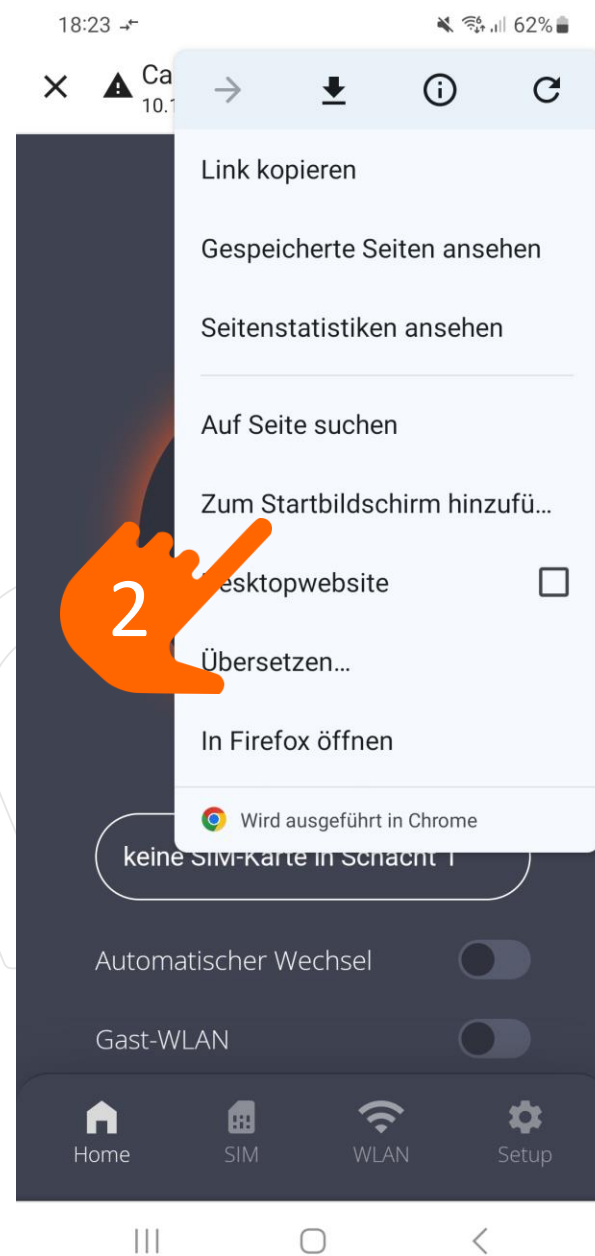 18:23
62%
Ca
10.1
Link kopieren
Gespeicherte Seiten ansehen
Seitenstatistiken ansehen
Auf Seite suchen
Zum Startbildschirm hinzufü...
2
Desktopwebsite
Übersetzen...
In Firefox öffnen
Wird ausgeführt in Chrome
keine SIM-Karte in Schacht 1
Automatischer Wechsel
Gast-WLAN
Home
SIM
WLAN
Setup